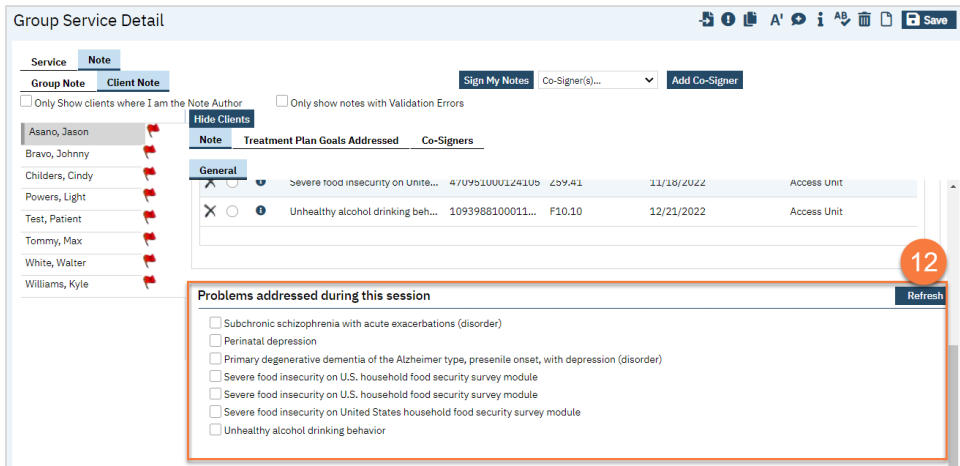 Group Service Detail
Save
Service Note
Group Note Client Note
Sign My Notes Co-Signer(s)... Add Co-Signer
Only Show clients where I am the Note Author Only show notes with Validation Errors
Hide Clients
Asano, Jason
Bravo, Johnny
Childers, Cindy
Powers, Light
Test, Patient
Tommy, Max
White, Walter
Williams, Kyle
Note Treatment Plan Goals Addressed Co-Signers
General
Severe food insecurity on Unite... 470951000124105 Z59.41 11/18/2022 Access Unit
Unhealthy alcohol drinking beh... 1093988100011... F10.10 12/21/2022 Access Unit
12
Problems addressed during this session Refresh
Subchronic schizophrenia with acute exacerbations (disorder)
Perinatal depression
Primary degenerative dementia of the Alzheimer type, presenile onset, with depression (disorder)
Severe food insecurity on U.S. household food security survey module
Severe food insecurity on U.S. household food security survey module
Severe food insecurity on United States household food security survey module
Unhealthy alcohol drinking behavior